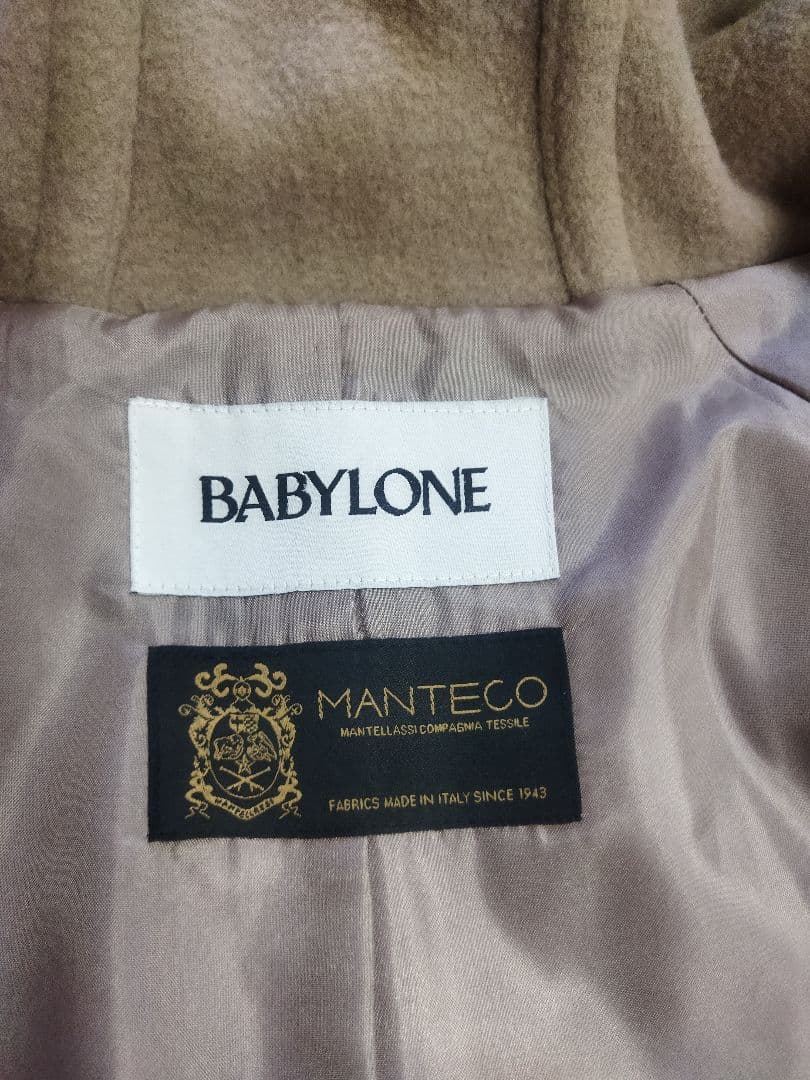 BABYLONE
MANTECO
MANTELLASSI COMPAGNIA TESSILE
FABRICS MADE IN ITALY SINCE 1943